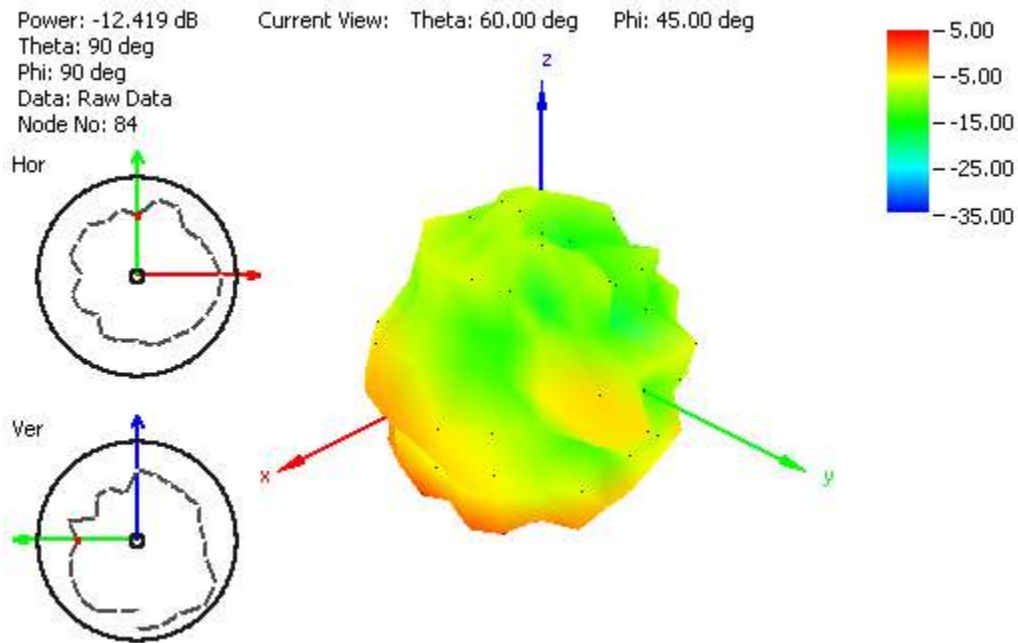 Power: -12.419 dB
Current View: Theta: 60.00 deg Phi: 45.00 deg
Theta: 90 deg
Phi: 90 deg
Data: Raw Data
Node No: 84
Hor
Ver
z
x
y
5.00
-5.00
-15.00
-25.00
-35.00